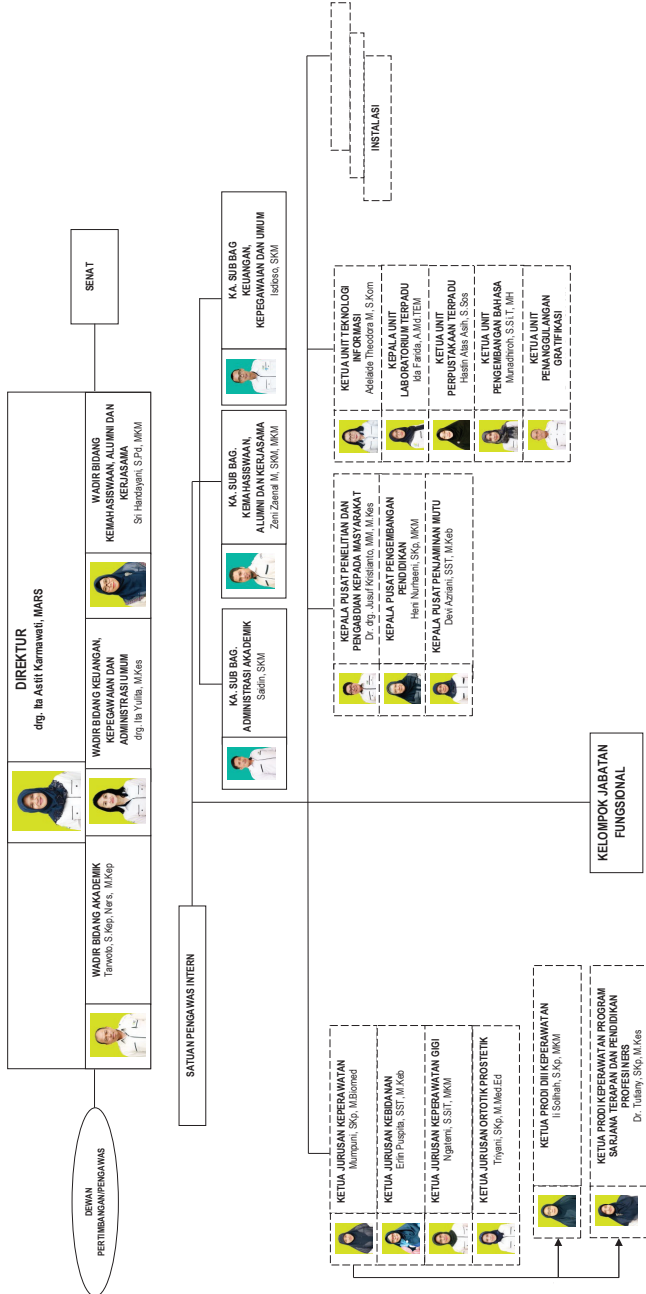 DIREKTUR
drg. Ita Astit Karmawati, MARS
WADIR BIDANG AKADEMIK
Tarwoto, S.Kep, Ners, M.Kep
WADIR BIDANG KEUANGAN,
KEPEGAWAIAN DAN
ADMINISTRASI UMUM
drg. Ita Yulita, M.Kes
WADIR BIDANG
KEMAHASISWAAN, ALUMNI DAN
KERJASAMA
Sri Handayani, S.Pd, MKM
DEWAN
PERTIMBANGAN/PENGAWAS
SENAT
SATUAN PENGAWAS INTERN
KA. SUB BAG.
ADMINISTRASI AKADEMIK
Saidin, SKM
KA. SUB BAG.
KEMAHASISWAAN,
ALUMNI DAN KERJASAMA
Zeni Zaenal M, SKM, MKM
KA. SUB BAG
KEUANGAN,
KEPEGAWAIAN DAN UMUM
Isdioso, SKM
KETUA JURUSAN KEPERAWATAN
Mumpuni, SKp, M.Biomed
KETUA JURUSAN KEBIDANAN
Erlin Puspita, SST, M.Keb
KETUA JURUSAN KEPERAWATAN GIGI
Ngatemi, S.SiT, MKM
KETUA JURUSAN ORTOTIK PROSTETIK
Triyani, SKp, M.Med.Ed
KETUA PRODI DIII KEPERAWATAN
Ii Solihah, S.Kp, MKM
KETUA PRODI KEPERAWATAN PROGRAM
SARJANA TERAPAN DAN PENDIDIKAN
PROFESI NERS
Dr. Tutiany, SKp, M.Kes
KEPALA PUSAT PENELITIAN DAN
PENGABDIAN KEPADA MASYARAKAT
Dr. drg. Jusuf Kristianto, MM, M.Kes
KEPALA PUSAT PENGEMBANGAN
PENDIDIKAN
Heni Nurhaeni, SKp, MKM
KEPALA PUSAT PENJAMINAN MUTU
Devi Azriani, SST, M.Keb
KETUA UNIT TEKNOLOGI
INFORMASI
Adelaide Theodora M, S.Kom
KEPALA UNIT
LABORATORIUM TERPADU
Ida Farida, A.Md.TEM
KETUA UNIT
PERPUSTAKAAN TERPADU
Hastin Atas Asih, S.Sos
KETUA UNIT
PENGEMBANGAN BAHASA
Munadhiroh, S.Si.T, MH
KETUA UNIT
PENANGGULANGAN
GRATIFIKASI
INSTALASI
KELOMPOK JABATAN
FUNGSIONAL